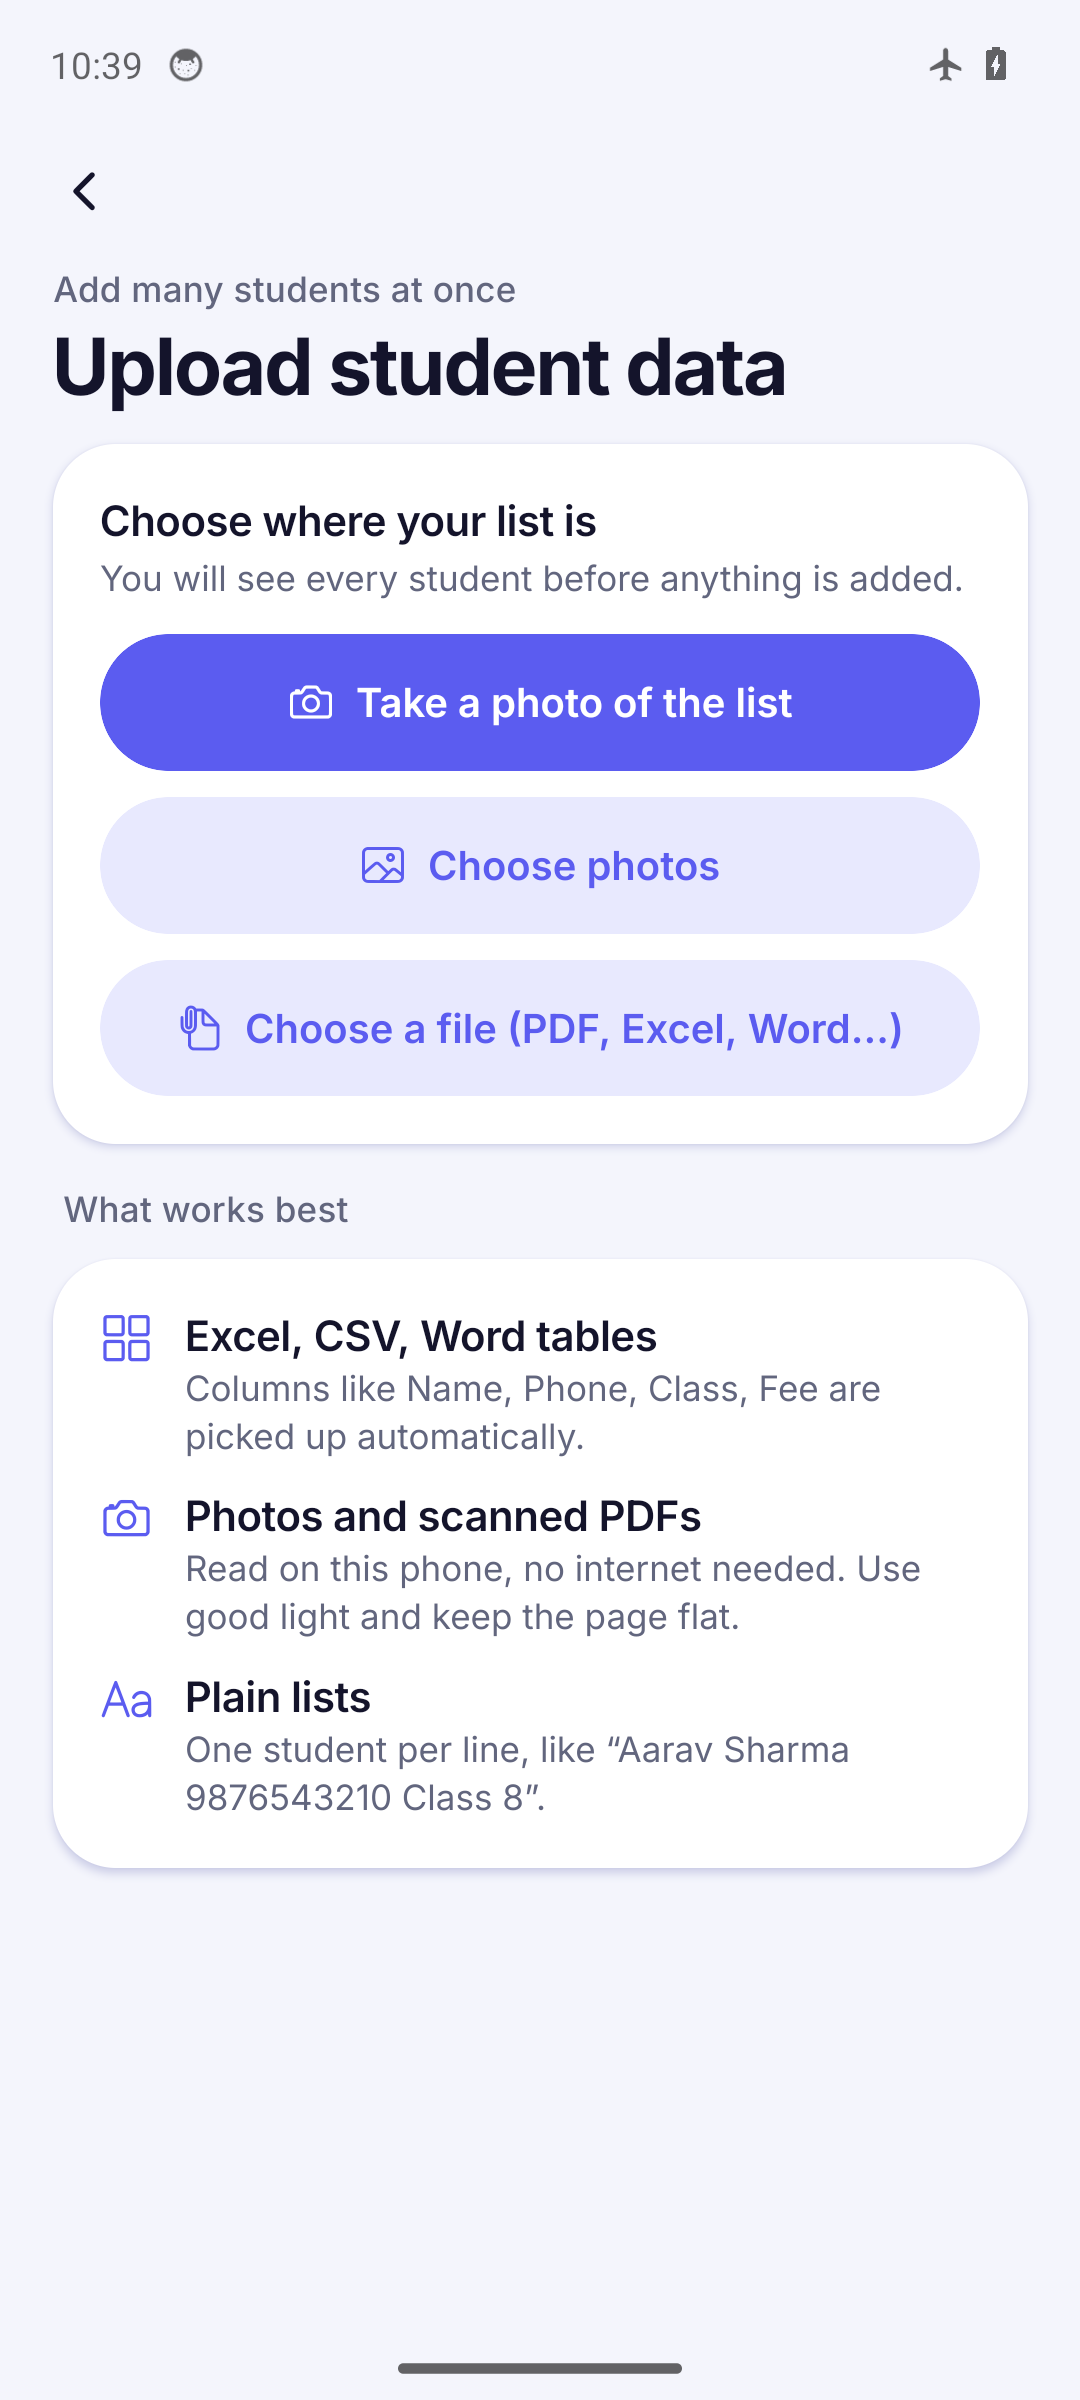 10:39
Add many students at once
Upload student data
Choose where your list is
You will see every student before anything is added.
Take a photo of the list
Choose photos
Choose a file (PDF, Excel, Word...)
What works best
Excel, CSV, Word tables
Columns like Name, Phone, Class, Fee are
picked up automatically.
Photos and scanned PDFs
Read on this phone, no internet needed. Use
good light and keep the page flat.
Aa
Plain lists
One student per line, like “Aarav Sharma
9876543210 Class 8”.